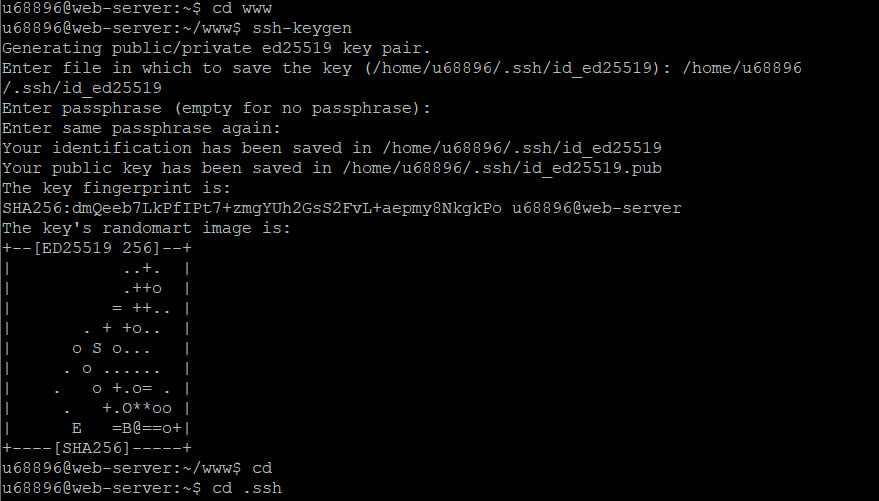 u68896@web-server:~$ cd www
u68896@web-server:~/www$ ssh-keygen
Generating public/private ed25519 key pair.
Enter file in which to save the key (/home/u68896/.ssh/id_ed25519): /home/u68896
/.ssh/id_ed25519
Enter passphrase (empty for no passphrase):
Enter same passphrase again:
Your identification has been saved in /home/u68896/.ssh/id_ed25519
Your public key has been saved in /home/u68896/.ssh/id_ed25519.pub
The key fingerprint is:
SHA256:dmQeeb7LkPfIPt7+zmgYUh2GsS2FvL+aepmy8NkgkPo u68896@web-server
The key's randomart image is:
+--[ED25519 256]--+
|           ..+.  |
|           .++o  |
|          = ++.. |
|       . + +o..  |
|      o S o...   |
|     . o ......  |
|    .   o +.o= . |
|     .   +.O**oo |
|      E   =B@==o+|
+----[SHA256]-----+
u68896@web-server:~/www$ cd
u68896@web-server:~$ cd .ssh